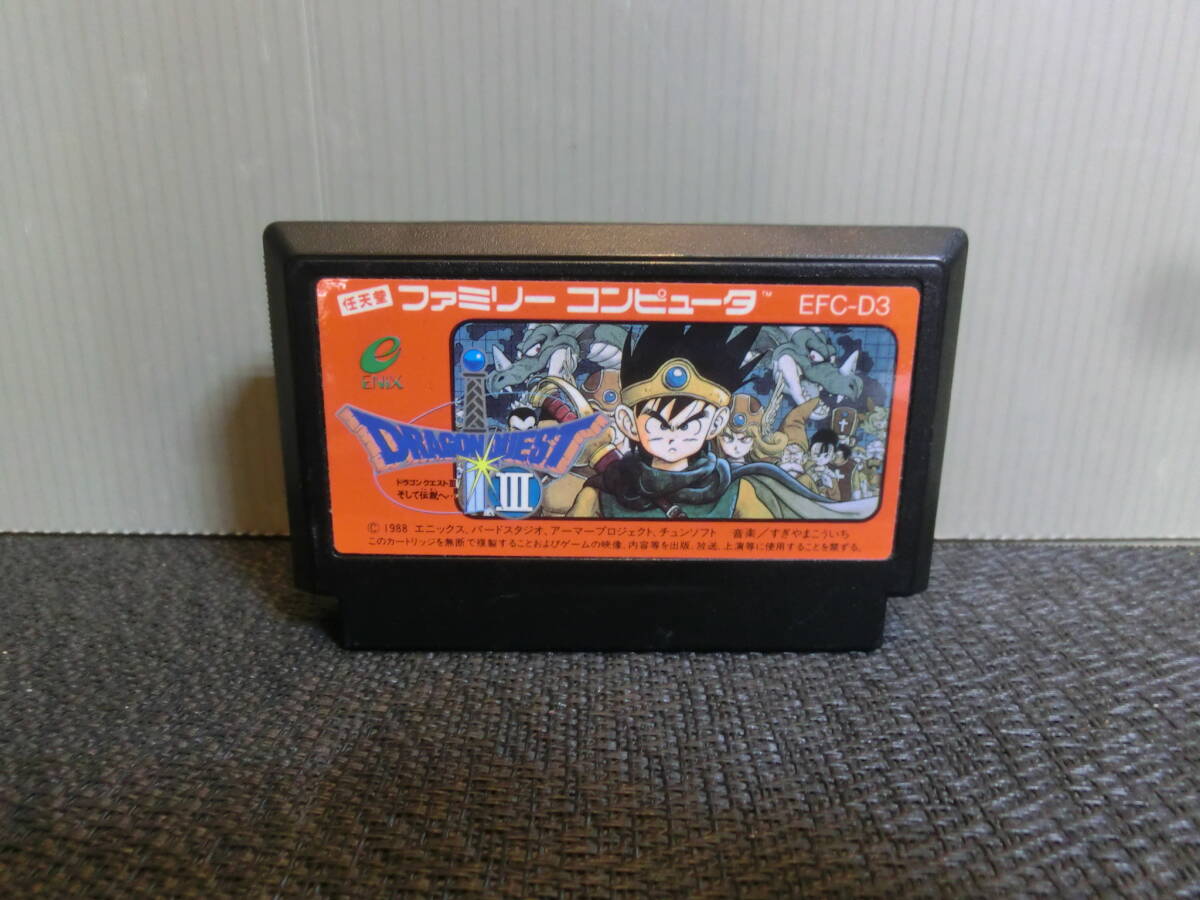 任天堂 ファミリー コンピュータ™ EFC-D3
ENIX
DRAGON QUEST
III
ドラゴンクエストIII
そして伝説へ…
© 1988 エニックス、バードスタジオ、アーマープロジェクト、チュンソフト 音楽／すぎやまこういち
このカートリッジを無断で複製することおよびゲームの映像、内容等を出版、放送、上演等に使用することを禁ずる。